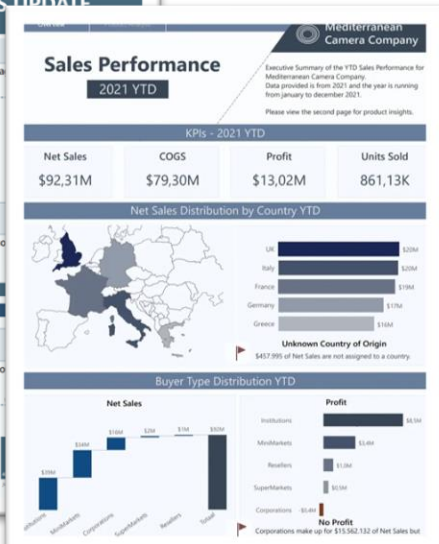 S UPDATE
Mediterranean
Camera Company
Sales Performance
2021 YTD
Executive Summary of the YTD Sales Performance for
Mediterranean Camera Company.
Data provided is from 2021 and the year is running
from january to december 2021.
Please view the second page for product insights.
KPIs - 2021 YTD
Net Sales
$92,31M
COGS
$79,30M
Profit
$13,02M
Units Sold
861,13K
Net Sales Distribution by Country YTD
UK $20M
Italy $20M
France $19M
Germany $17M
Greece $16M
Unknown Country of Origin
$457.995 of Net Sales are not assigned to a country.
Buyer Type Distribution YTD
Net Sales
$39M
$34M
$16M
$2M
$1M
$92M
MiniMarkets
Corporations
SuperMarkets
Resellers
Profit
Institutions $8,5M
MiniMarkets $3,4M
Resellers $1,0M
SuperMarkets $0,5M
Corporations -$0,4M
No Profit
Corporations make up for $15.562.132 of Net Sales but